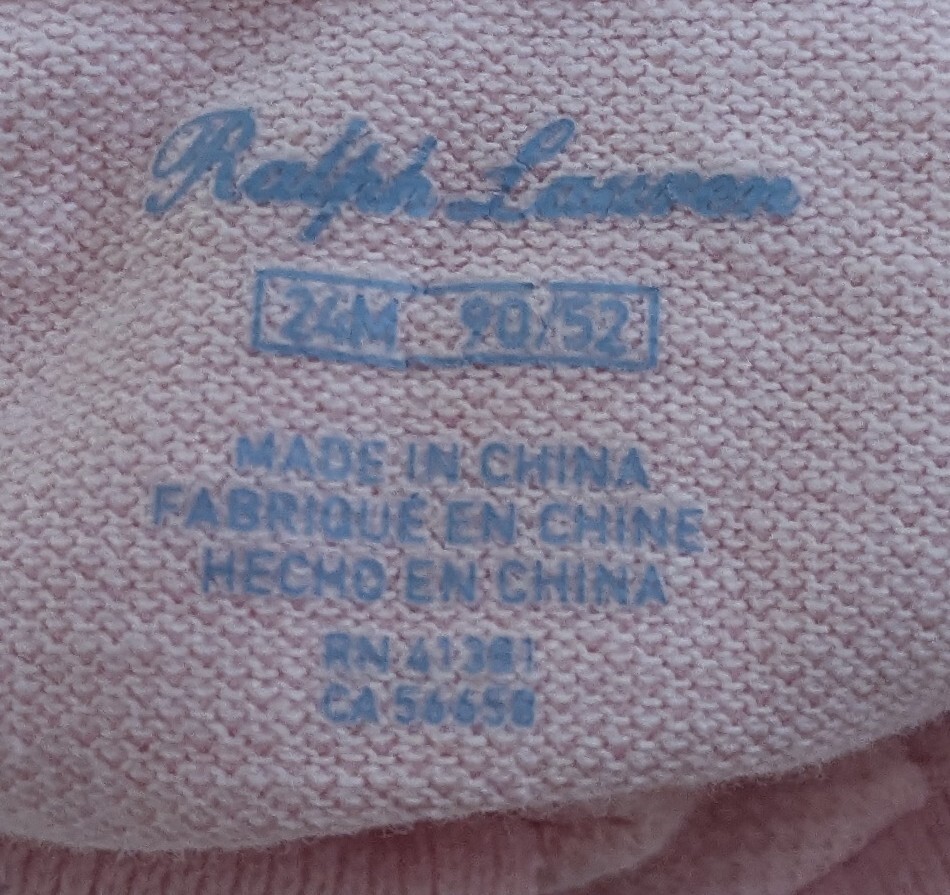 Ralph Lauren
24M 90/52
MADE IN CHINA
FABRIQUÉ EN CHINE
HECHO EN CHINA
RN 41381
CA 56658